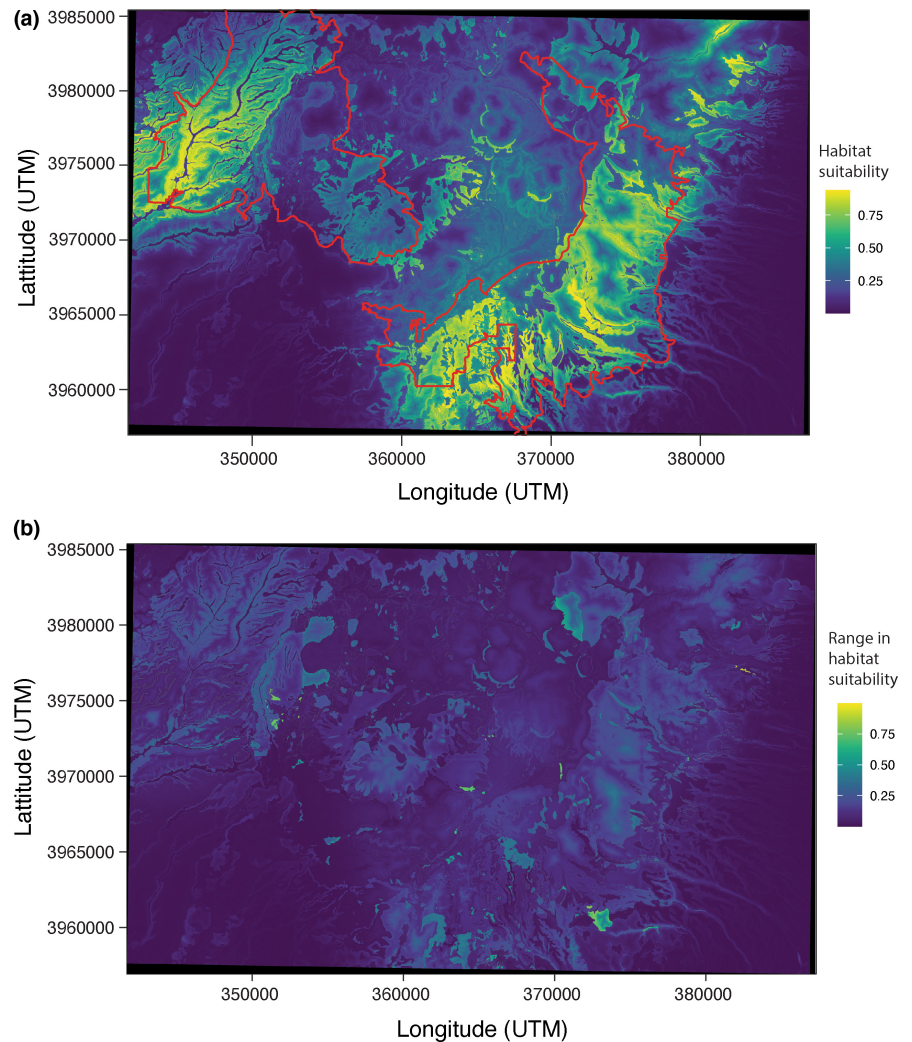 (a)
3985000
3980000
3975000
3970000
3965000
3960000
Lattitude (UTM)
350000 360000 370000 380000
Longitude (UTM)
Habitat
suitability
0.75
0.50
0.25
(b)
3985000
3980000
3975000
3970000
3965000
3960000
Lattitude (UTM)
350000 360000 370000 380000
Longitude (UTM)
Range in
habitat
suitability
0.75
0.50
0.25